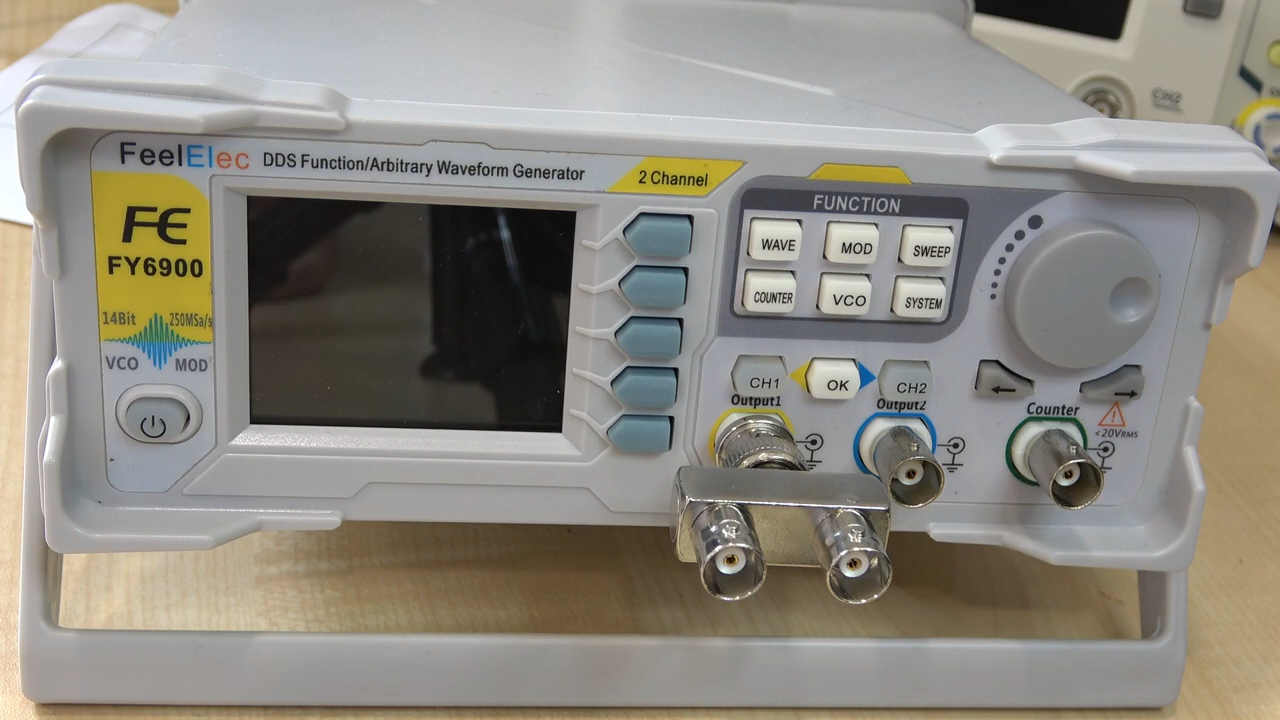 FeelElec DDS Function/Arbitrary Waveform Generator
2 Channel
FE
FY6900
14Bit 250MSa/s
VCO MOD
FUNCTION
WAVE MOD SWEEP
COUNTER VCO SYSTEM
CH1 OK CH2
Output1 Output2 Counter
<20VRMS